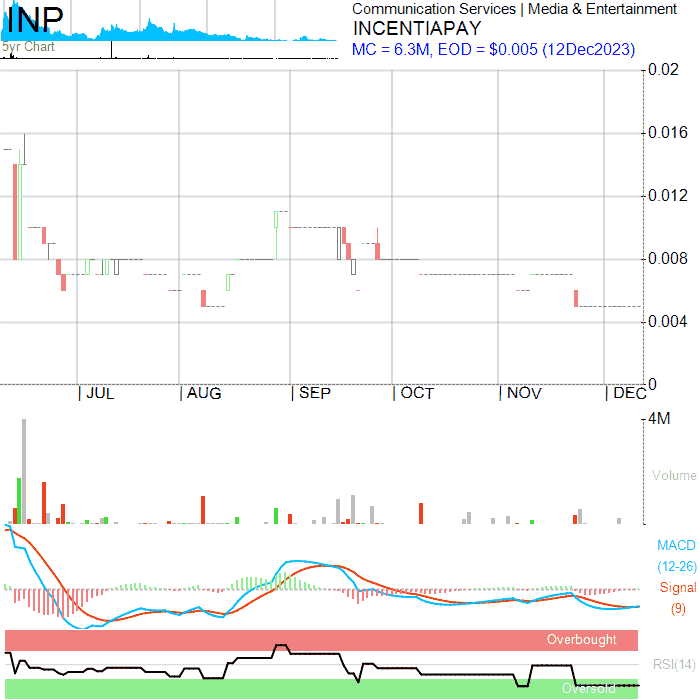 INP
5yr Chart
Communication Services | Media & Entertainment
INCENTIAPAY
MC = 6.3M, EOD = $0.005 (12Dec2023)
0.02
0.016
0.012
0.008
0.004
0
| JUL | AUG | SEP | OCT | NOV | DEC
4M
Volume
MACD
(12-26)
Signal
(9)
Overbought
RSI(14)
Oversold